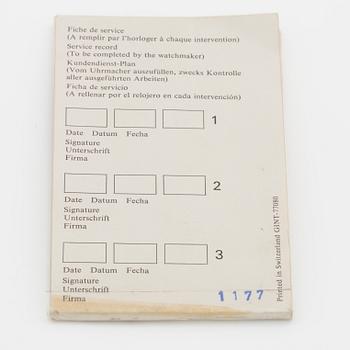 Fiche de service
(A remplir par l'horloger à chaque intervention)
Service record
(To be completed by the watchmaker)
Kundendienst-Plan
(Vom Uhrmacher auszufüllen, zwecks Kontrolle
aller ausgeführten Arbeiten)
Ficha de servicio
(A rellenar por el relojero en cada intervención)
1
Date Datum Fecha
Signature
Unterschrift
Firma
2
Date Datum Fecha
Signature
Unterschrift
Firma
3
Date Datum Fecha
Signature
Unterschrift
Firma
1177
Printed in Switzerland GINT-77080